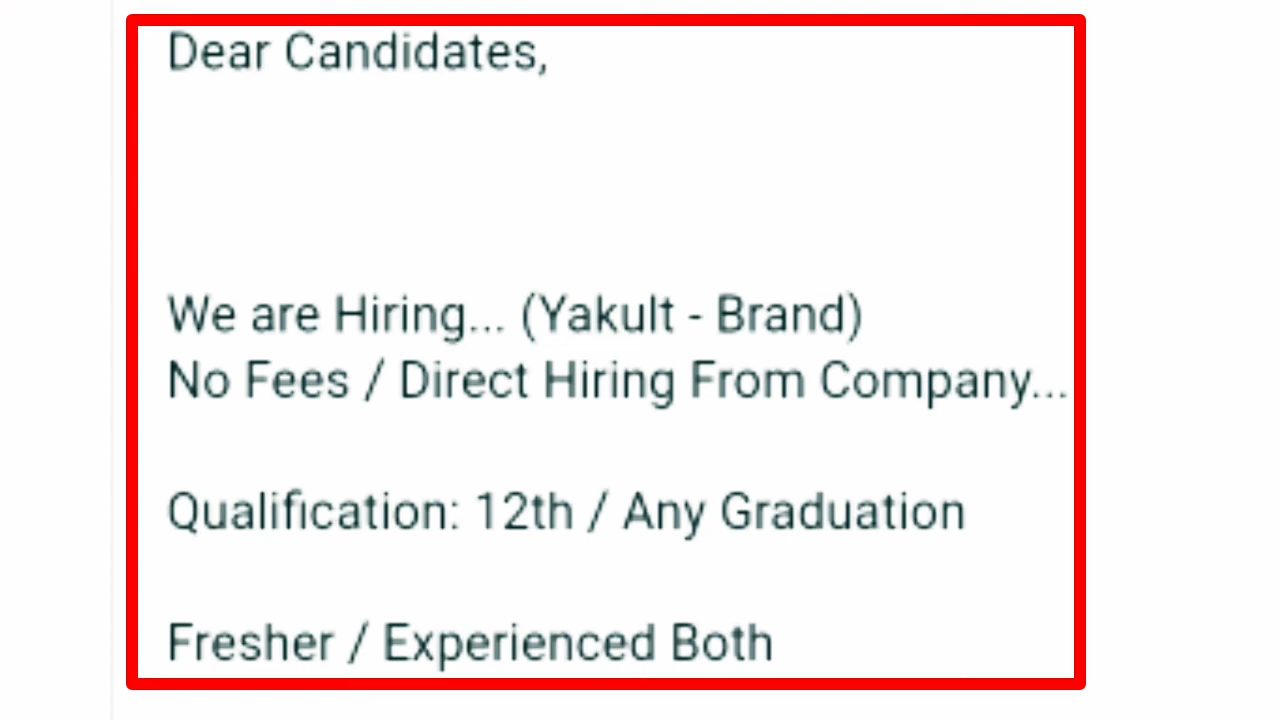 Dear Candidates,
We are Hiring... (Yakult - Brand)
No Fees / Direct Hiring From Company...
Qualification: 12th / Any Graduation
Fresher / Experienced Both